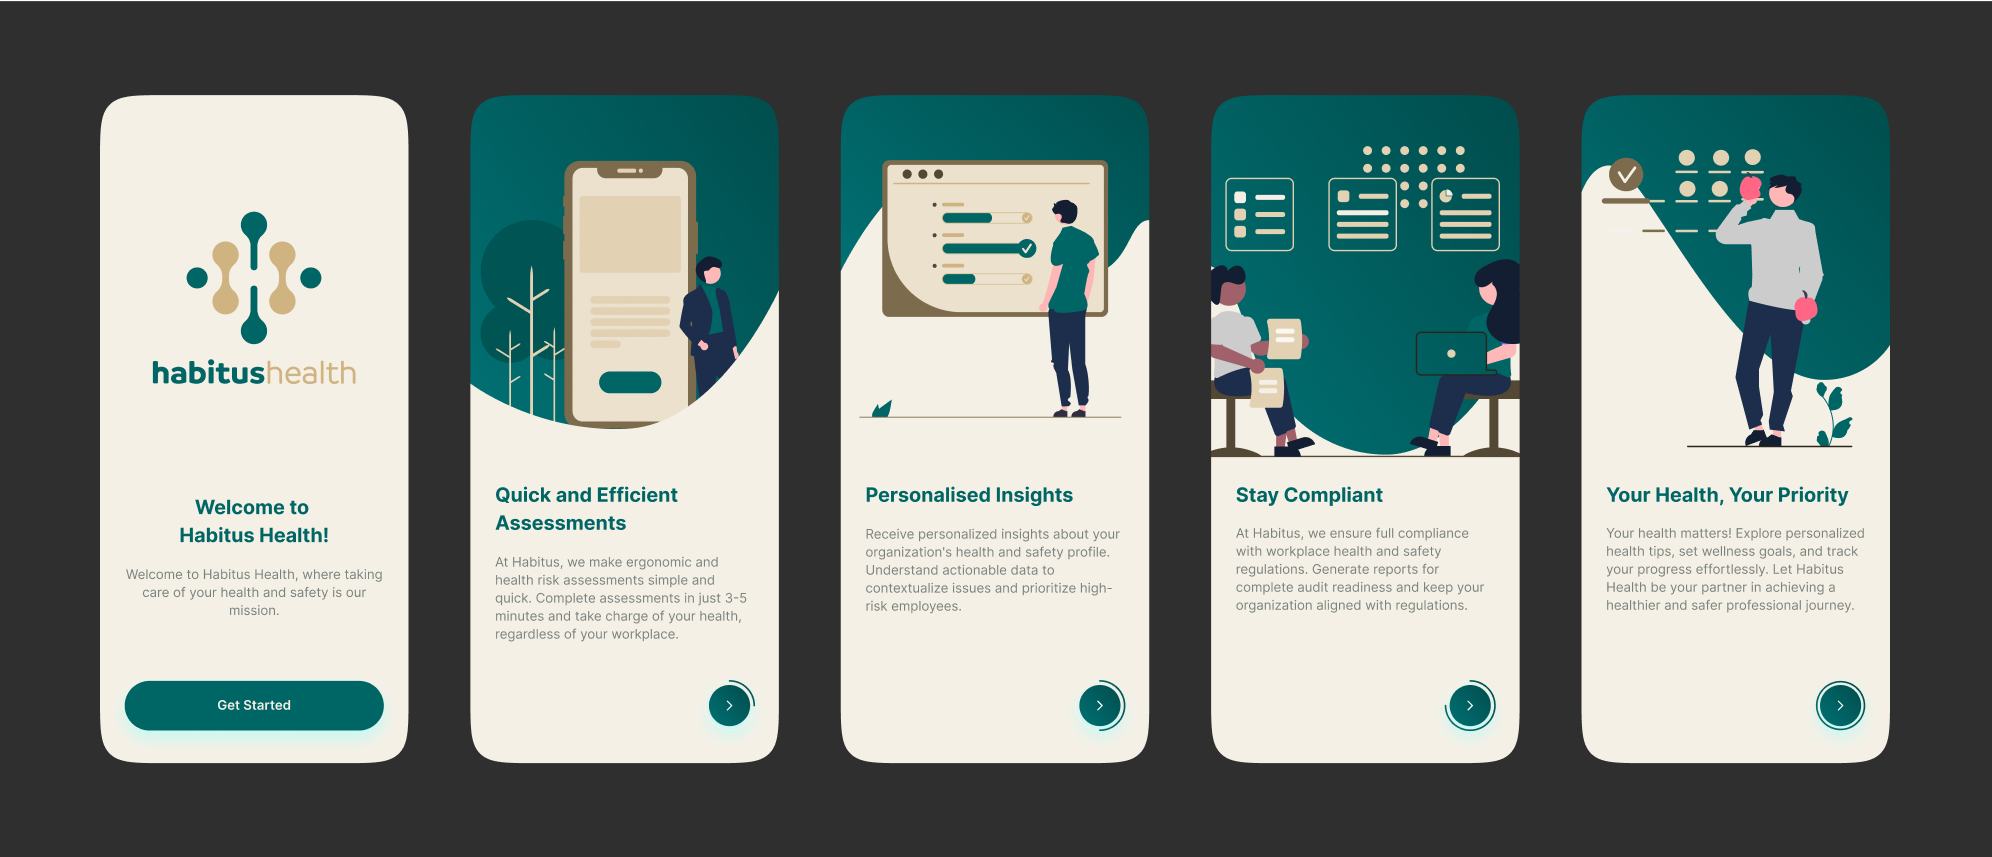 habitushealth
Welcome to
Habitus Health!
Welcome to Habitus Health, where taking
care of your health and safety is our
mission.
Get Started
Quick and Efficient
Assessments
At Habitus, we make ergonomic and
health risk assessments simple and
quick. Complete assessments in just 3-5
minutes and take charge of your health,
regardless of your workplace.
Personalised Insights
Receive personalized insights about your
organization's health and safety profile.
Understand actionable data to
contextualize issues and prioritize high-
risk employees.
Stay Compliant
At Habitus, we ensure full compliance
with workplace health and safety
regulations. Generate reports for
complete audit readiness and keep your
organization aligned with regulations.
Your Health, Your Priority
Your health matters! Explore personalized
health tips, set wellness goals, and track
your progress effortlessly. Let Habitus
Health be your partner in achieving a
healthier and safer professional journey.